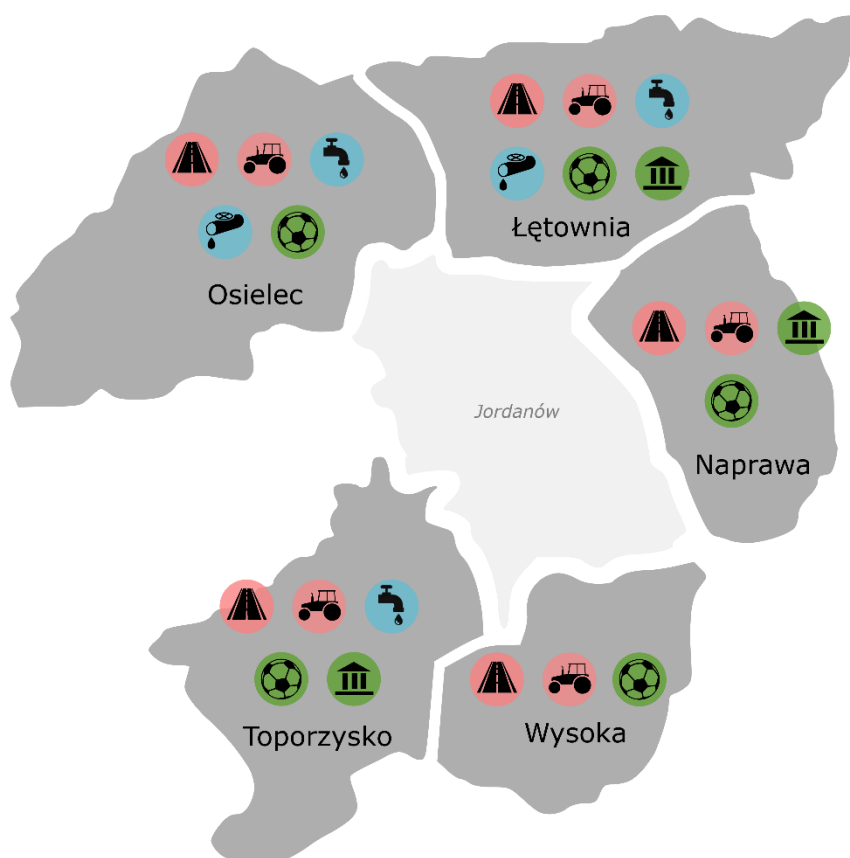 Łętownia
Osielec
Jordanów
Naprawa
Toporzysko
Wysoka